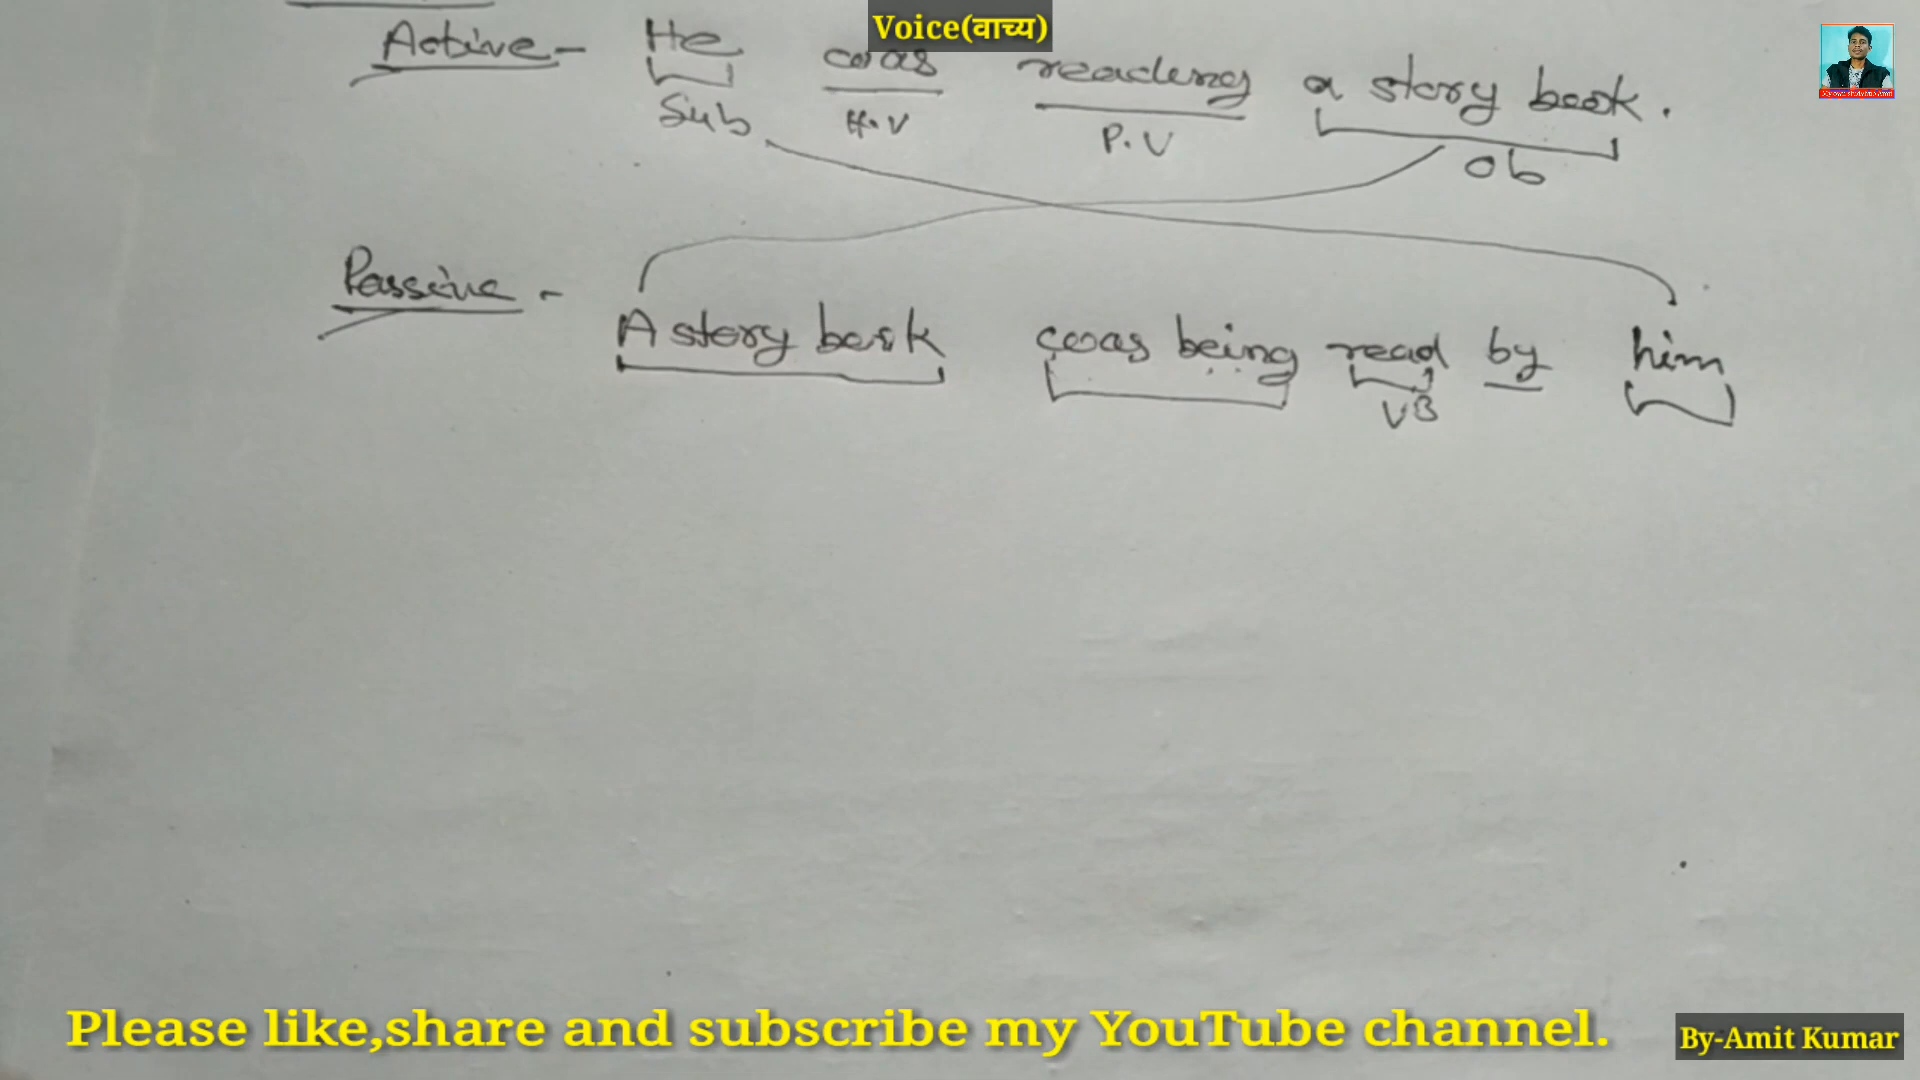 Voice(वाच्य)
Active - He was reading a story book.
Sub H.V P.V Ob
Passive - A story book was being read by him
V3
Please like,share and subscribe my YouTube channel.
By-Amit Kumar